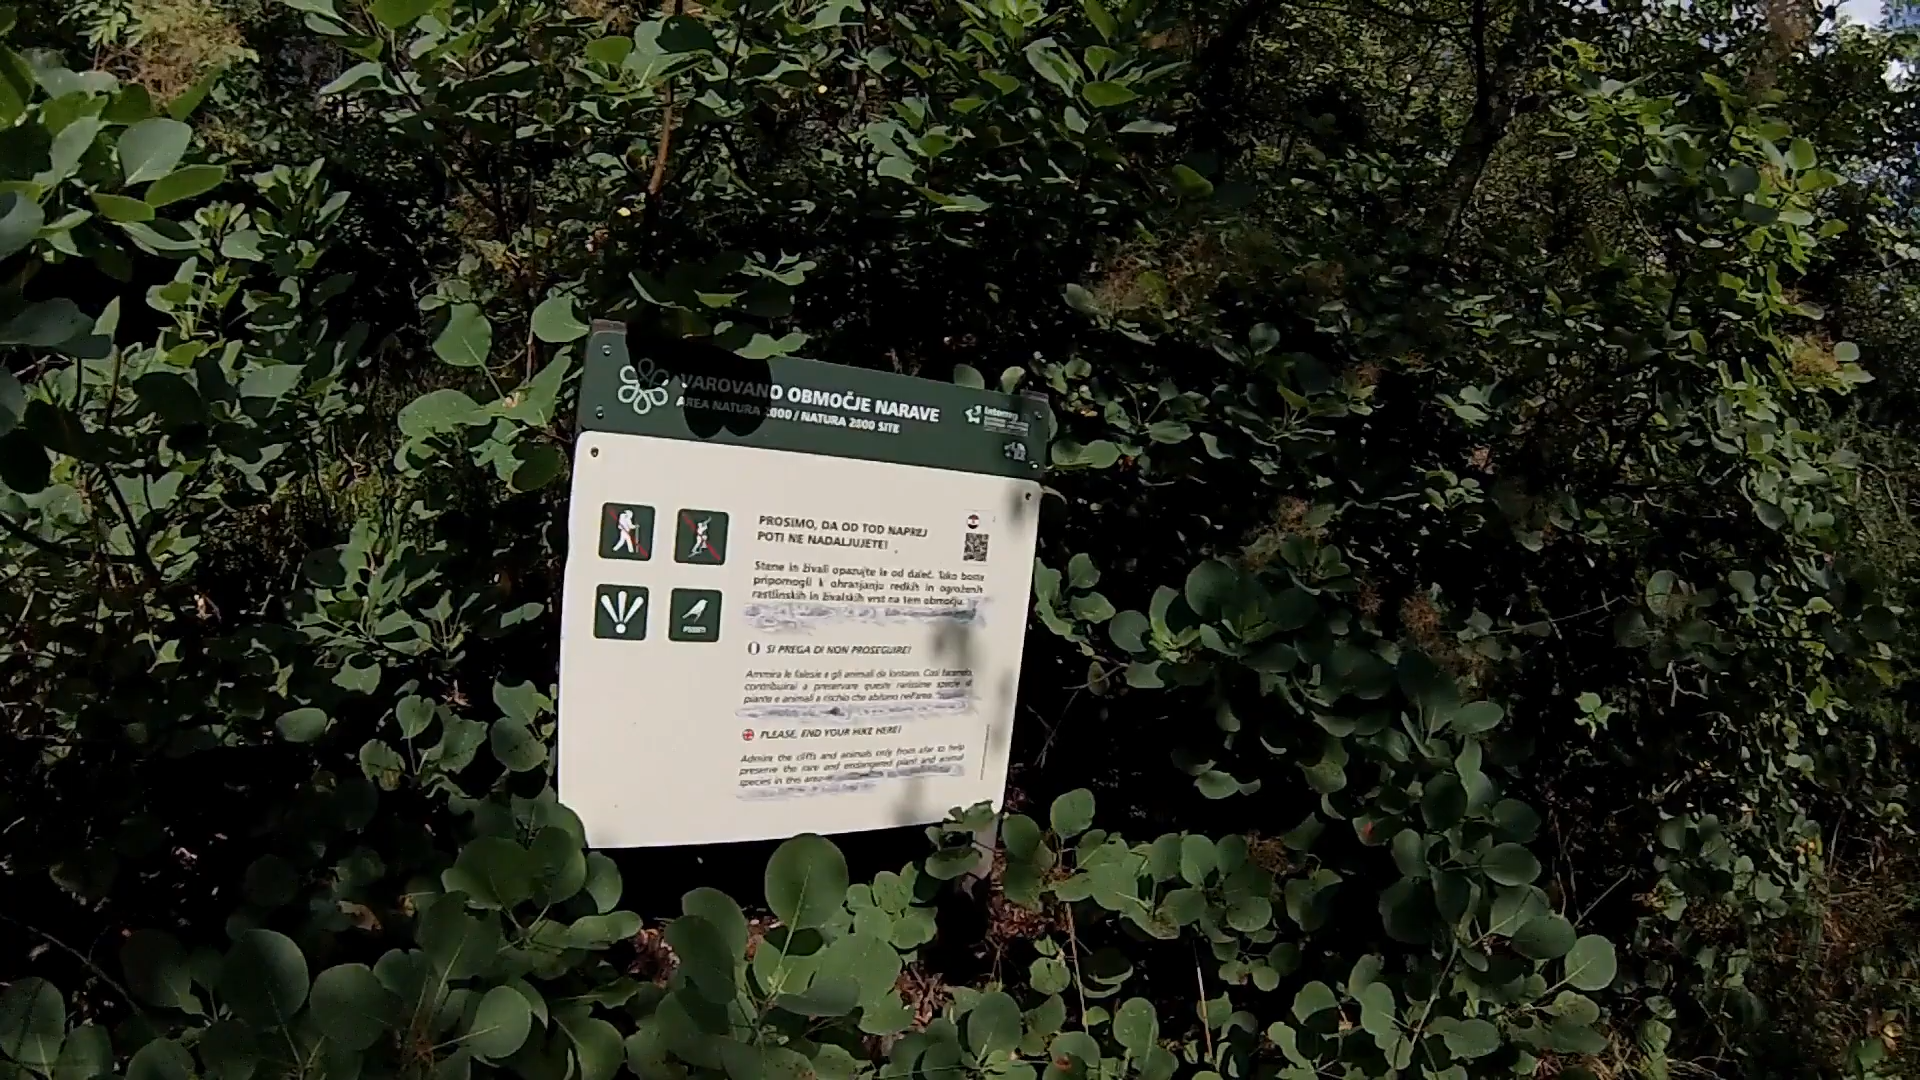 VAROVANO OBMOČJE NARAVE
AREA NATURA 2000 / NATURA 2000 SITE
Interreg
PROSIMO, DA OD TOD NAPREJ
POTI NE NADALJUJETE!
Stene in živali opazujte le od daleč. Tako boste
pripomogli k ohranjanju redkih in ogroženih
rastlinskih in živalskih vrst na tem območju.
SI PREGA DI NON PROSEGUIRE!
Ammira le falesie e gli animali da lontano. Così facendo,
contribuirai a preservare queste rarissime specie di
piante e animali a rischio che abitano nell'area.
PLEASE, END YOUR HIKE HERE!
Admire the cliffs and animals only from afar to help
preserve the rare and endangered plant and animal
species in this area